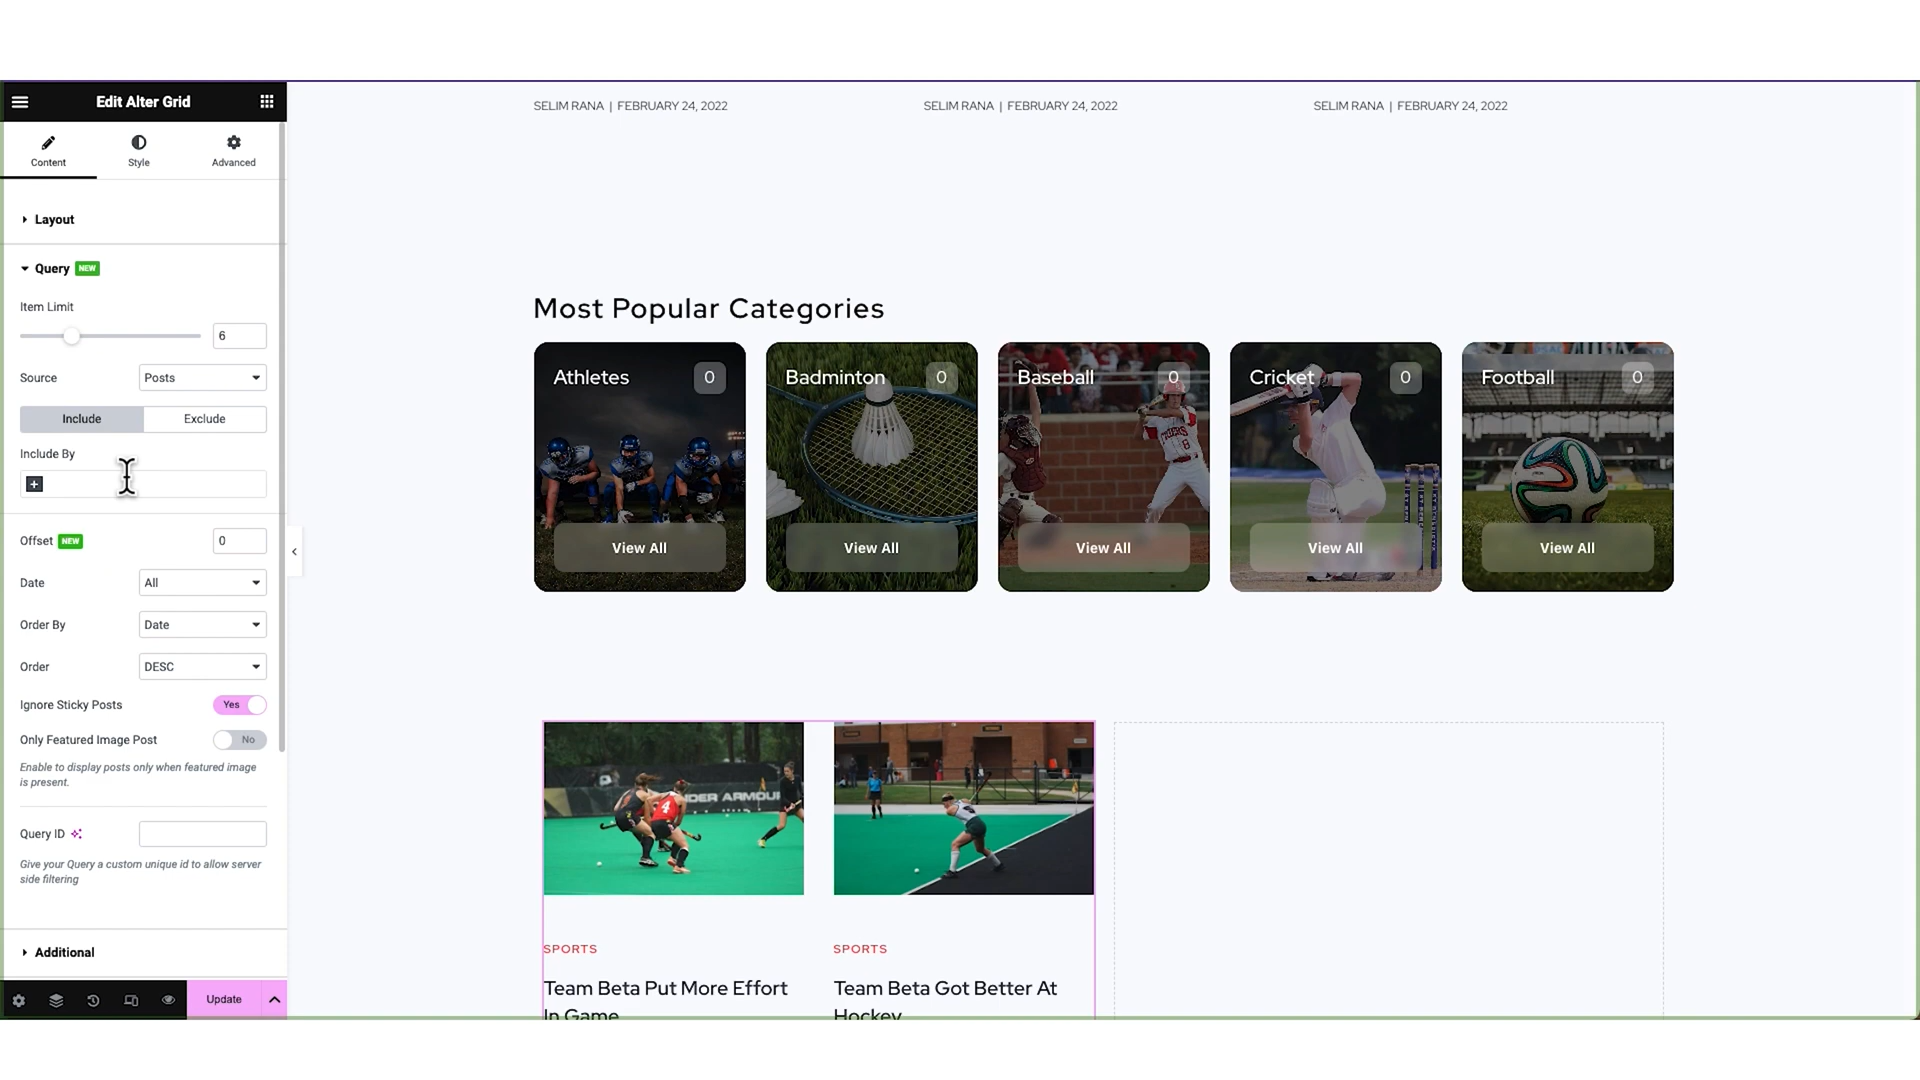 Edit Alter Grid
Content
Style
Advanced
Layout
Query NEW
Item Limit
6
Source
Posts
Include
Exclude
Include By
Offset NEW
0
Date
All
Order By
Date
Order
DESC
Ignore Sticky Posts
Yes
Only Featured Image Post
No
Enable to display posts only when featured image
is present.
Query ID
Give your Query a custom unique id to allow server
side filtering
Additional
Update
SELIM RANA | FEBRUARY 24, 2022
SELIM RANA | FEBRUARY 24, 2022
SELIM RANA | FEBRUARY 24, 2022
Most Popular Categories
Athletes
0
View All
Badminton
0
View All
Baseball
0
View All
Cricket
0
View All
Football
0
View All
4
SPORTS
Team Beta Put More Effort
In Game
SPORTS
Team Beta Got Better At
Hockey